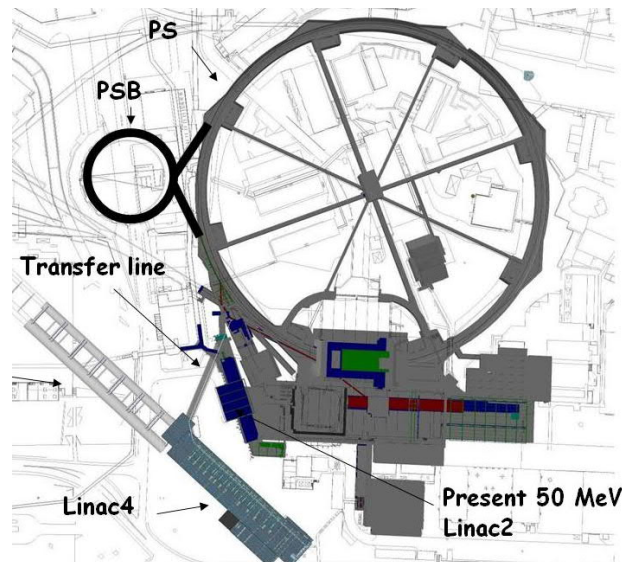 PS
PSB
Transfer line
Linac4
Present 50 MeV
Linac2